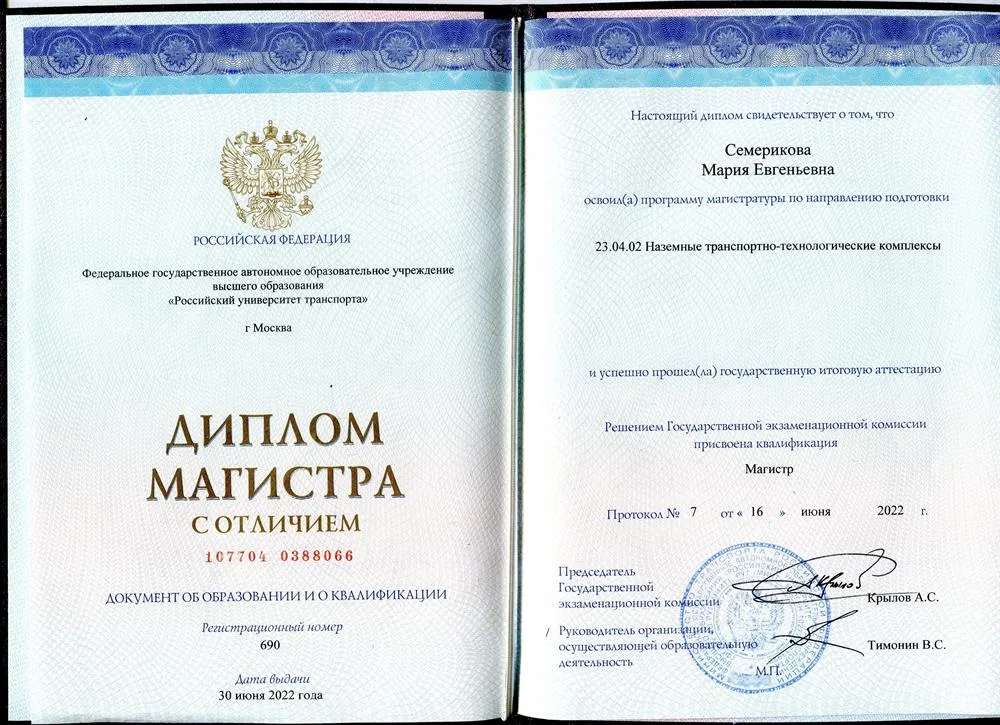 РОССИЙСКАЯ ФЕДЕРАЦИЯ
Федеральное государственное автономное образовательное учреждение
высшего образования
«Российский университет транспорта»
г Москва
ДИПЛОМ
МАГИСТРА
С ОТЛИЧИЕМ
107704 0388066
ДОКУМЕНТ ОБ ОБРАЗОВАНИИ И О КВАЛИФИКАЦИИ
Регистрационный номер
690
Дата выдачи
30 июня 2022 года
Настоящий диплом свидетельствует о том, что
Семерикова
Мария Евгеньевна
освоил(а) программу магистратуры по направлению подготовки
23.04.02 Наземные транспортно-технологические комплексы
и успешно прошел(ла) государственную итоговую аттестацию
Решением Государственной экзаменационной комиссии
присвоена квалификация
Магистр
Протокол № 7 от « 16 » июня 2022 г.
Председатель
Государственной
экзаменационной комиссии
Крылов А.С.
Руководитель организации,
осуществляющей образовательную
деятельность
Тимонин В.С.
М.П.